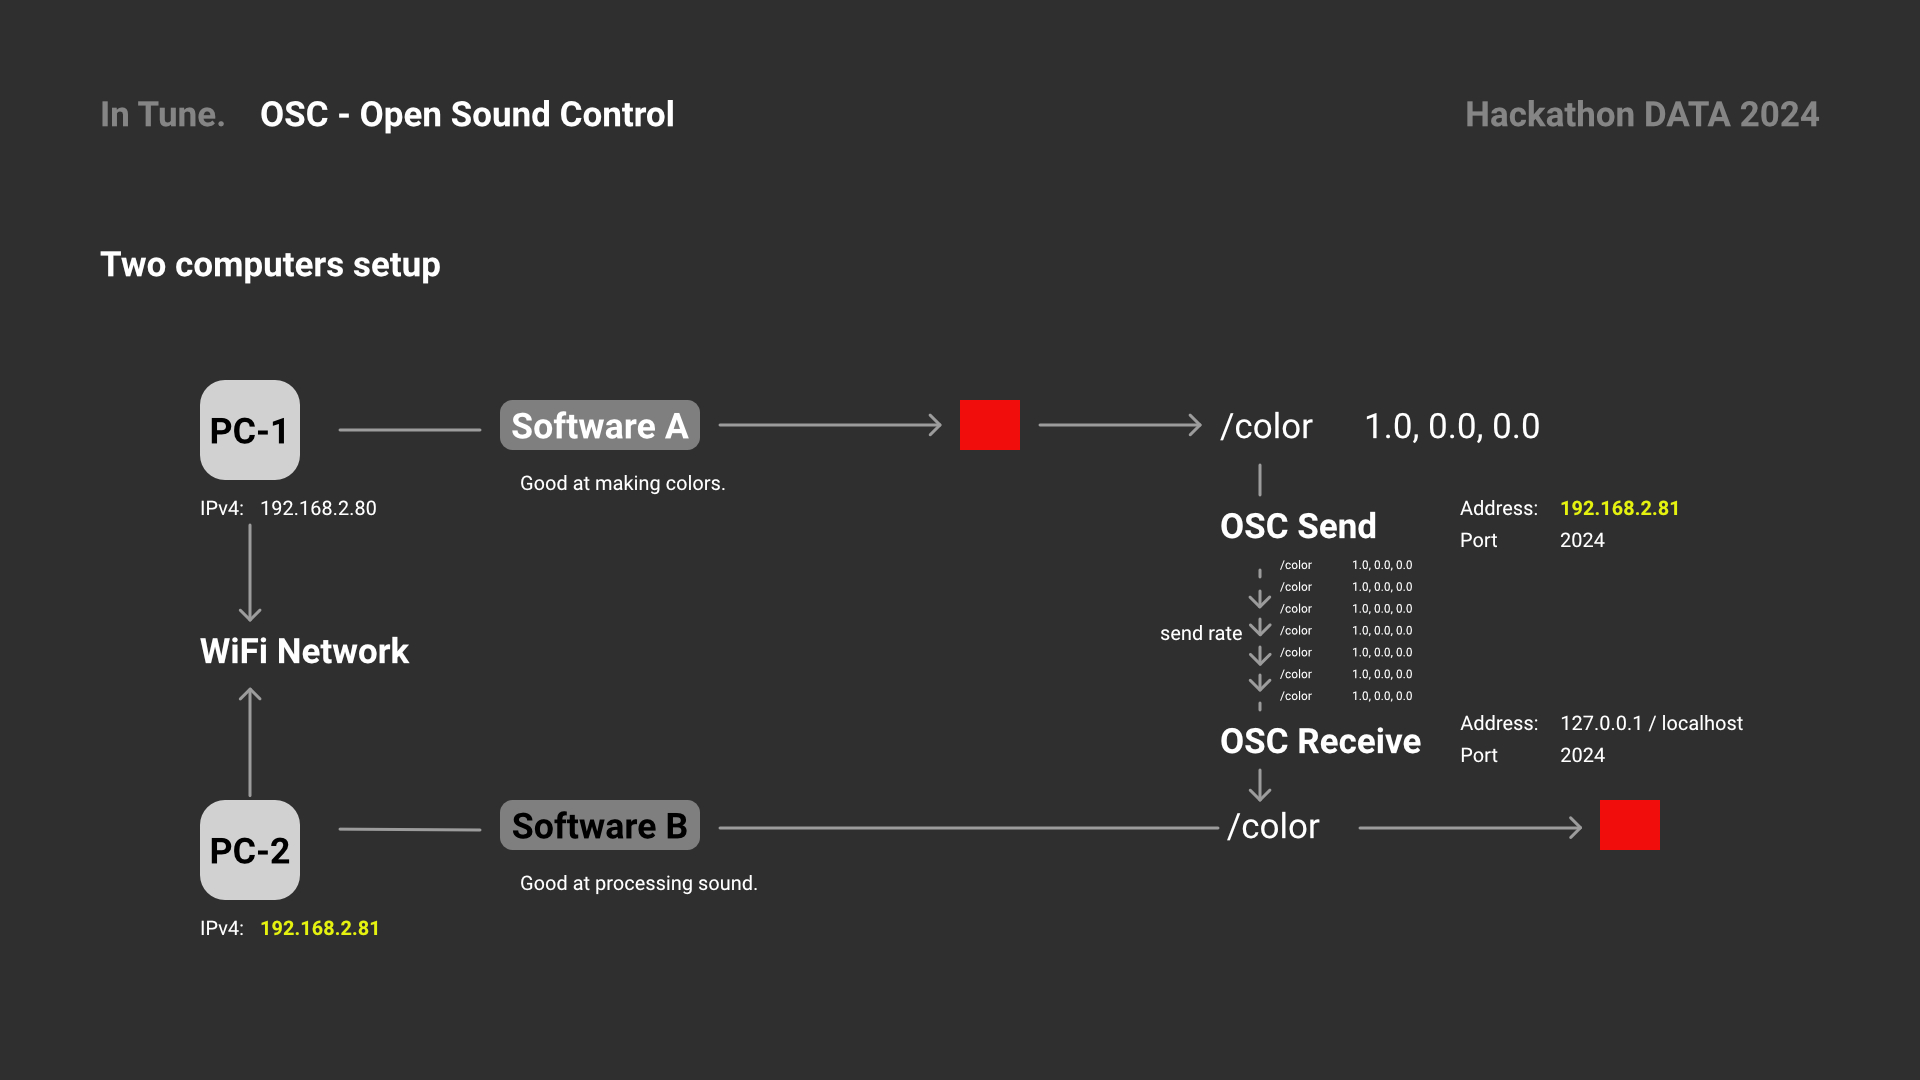 In Tune. OSC - Open Sound Control Hackathon DATA 2024
Two computers setup
PC-1
Software A
/color 1.0, 0.0, 0.0
Good at making colors.
IPv4: 192.168.2.80
OSC Send
Address: 192.168.2.81
Port 2024
/color 1.0, 0.0, 0.0
/color 1.0, 0.0, 0.0
/color 1.0, 0.0, 0.0
send rate
/color 1.0, 0.0, 0.0
/color 1.0, 0.0, 0.0
/color 1.0, 0.0, 0.0
/color 1.0, 0.0, 0.0
WiFi Network
OSC Receive
Address: 127.0.0.1 / localhost
Port 2024
PC-2
Software B
/color
Good at processing sound.
IPv4: 192.168.2.81